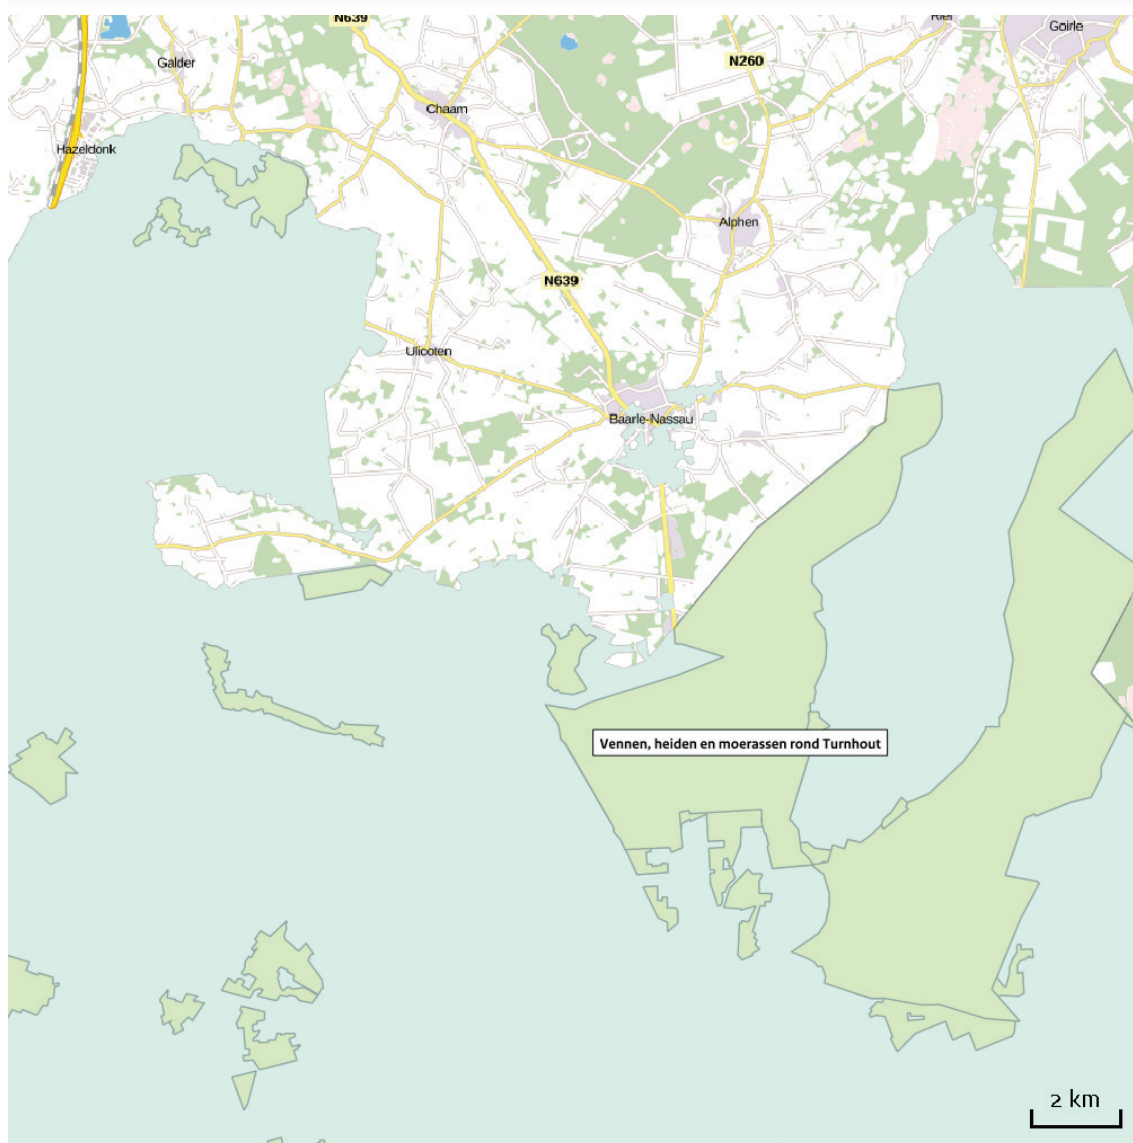 N639
Riel
Goirle
Galder
N260
Chaam
Hazeldonk
Alphen
N639
Ulicoten
Baarle-Nassau
Vennen, heiden en moerassen rond Turnhout
2 km